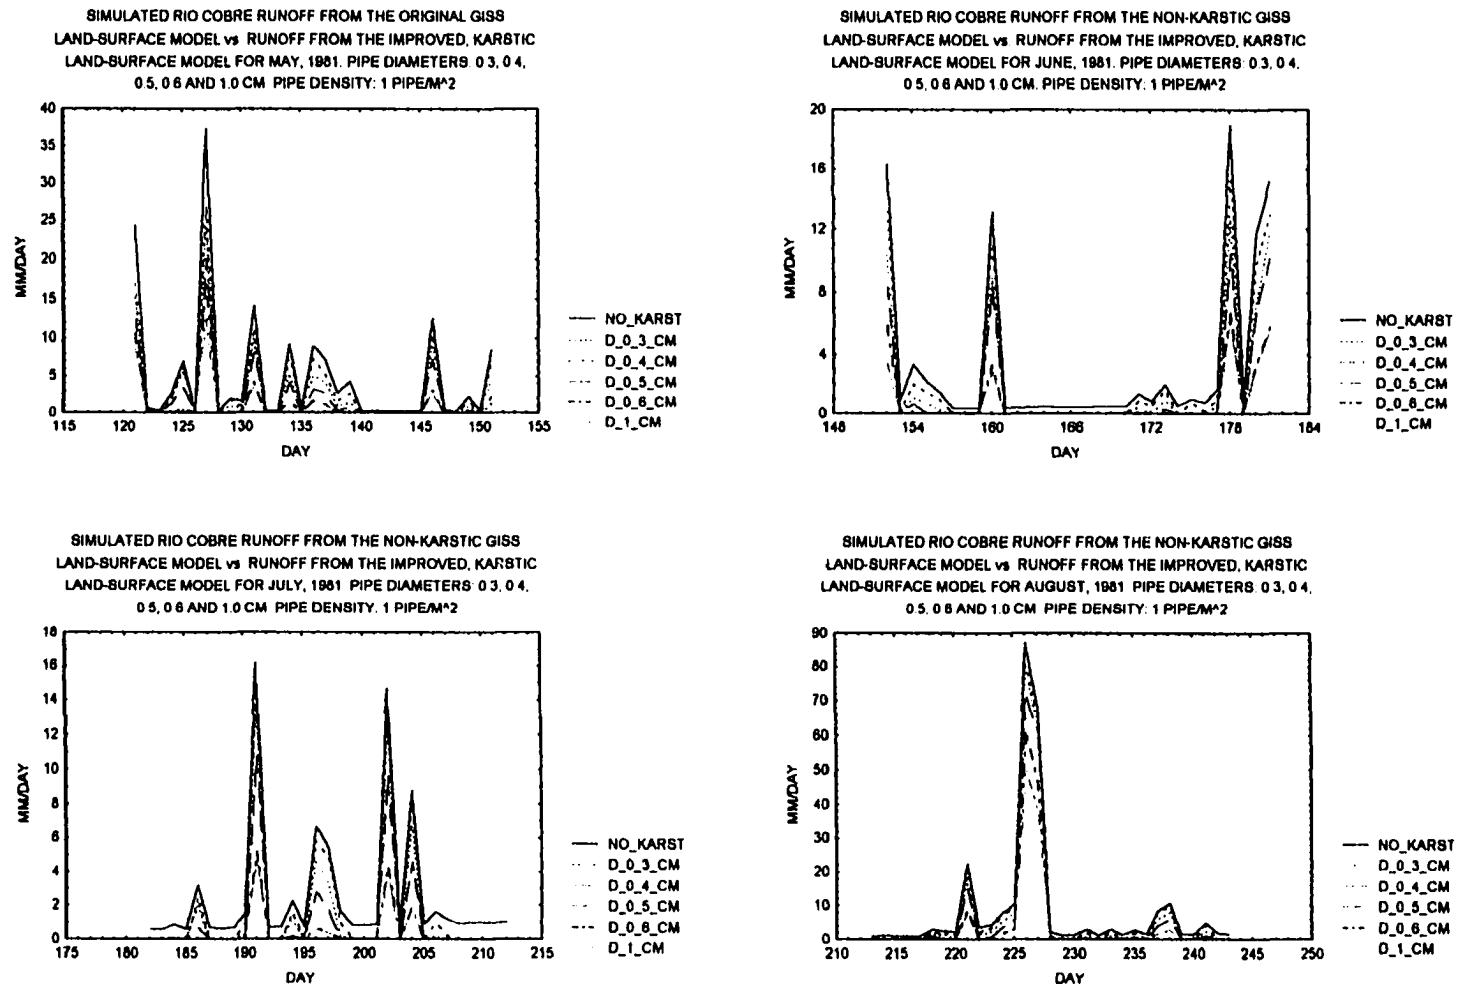 SIMULATED RIO COBRE RUNOFF FROM THE ORIGINAL GISS
LAND-SURFACE MODEL vs RUNOFF FROM THE IMPROVED, KARSTIC
LAND-SURFACE MODEL FOR MAY, 1981. PIPE DIAMETERS 0 3, 0 4,
0 5, 0 6 AND 1.0 CM PIPE DENSITY: 1 PIPE/M^2
40
35
30
25
20
15
10
5
0
MM/DAY
115 120 125 130 135 140 145 150 155
DAY
NO_KARST
D_0_3_CM
D_0_4_CM
D_0_5_CM
D_0_6_CM
D_1_CM
SIMULATED RIO COBRE RUNOFF FROM THE NON-KARSTIC GISS
LAND-SURFACE MODEL vs RUNOFF FROM THE IMPROVED, KARSTIC
LAND-SURFACE MODEL FOR JUNE, 1981. PIPE DIAMETERS: 0 3, 0 4,
0 5, 0 6 AND 1.0 CM. PIPE DENSITY: 1 PIPE/M^2
20
16
12
8
4
0
MM/DAY
148 154 160 166 172 178 184
DAY
NO_KARST
D_0_3_CM
D_0_4_CM
D_0_5_CM
D_0_6_CM
D_1_CM
SIMULATED RIO COBRE RUNOFF FROM THE NON-KARSTIC GISS
LAND-SURFACE MODEL vs RUNOFF FROM THE IMPROVED, KARSTIC
LAND-SURFACE MODEL FOR JULY, 1981 PIPE DIAMETERS: 0 3, 0 4,
0 5, 0 6 AND 1.0 CM PIPE DENSITY. 1 PIPE/M^2
18
16
14
12
10
8
6
4
2
0
MM/DAY
175 180 185 190 195 200 205 210 215
DAY
NO_KARST
D_0_3_CM
D_0_4_CM
D_0_5_CM
D_0_6_CM
D_1_CM
SIMULATED RIO COBRE RUNOFF FROM THE NON-KARSTIC GISS
LAND-SURFACE MODEL vs RUNOFF FROM THE IMPROVED, KARSTIC
LAND-SURFACE MODEL FOR AUGUST, 1981 PIPE DIAMETERS: 0 3, 0 4,
0 5. 0 6 AND 1.0 CM PIPE DENSITY: 1 PIPE/M^2
90
80
70
60
50
40
30
20
10
0
MM/DAY
210 215 220 225 230 235 240 245 250
DAY
NO_KARST
D_0_3_CM
D_0_4_CM
D_0_5_CM
D_0_6_CM
D_1_CM